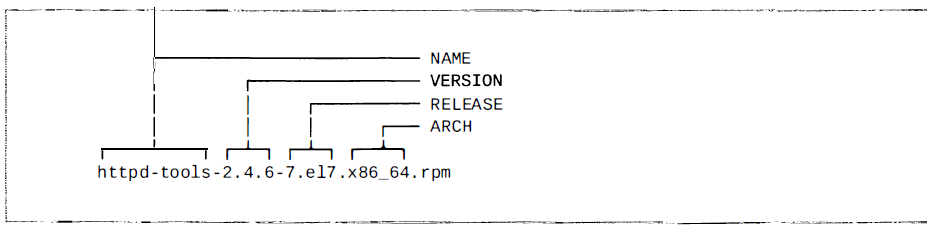 NAME
VERSION
RELEASE
ARCH
httpd-tools-2.4.6-7.el7.x86_64.rpm